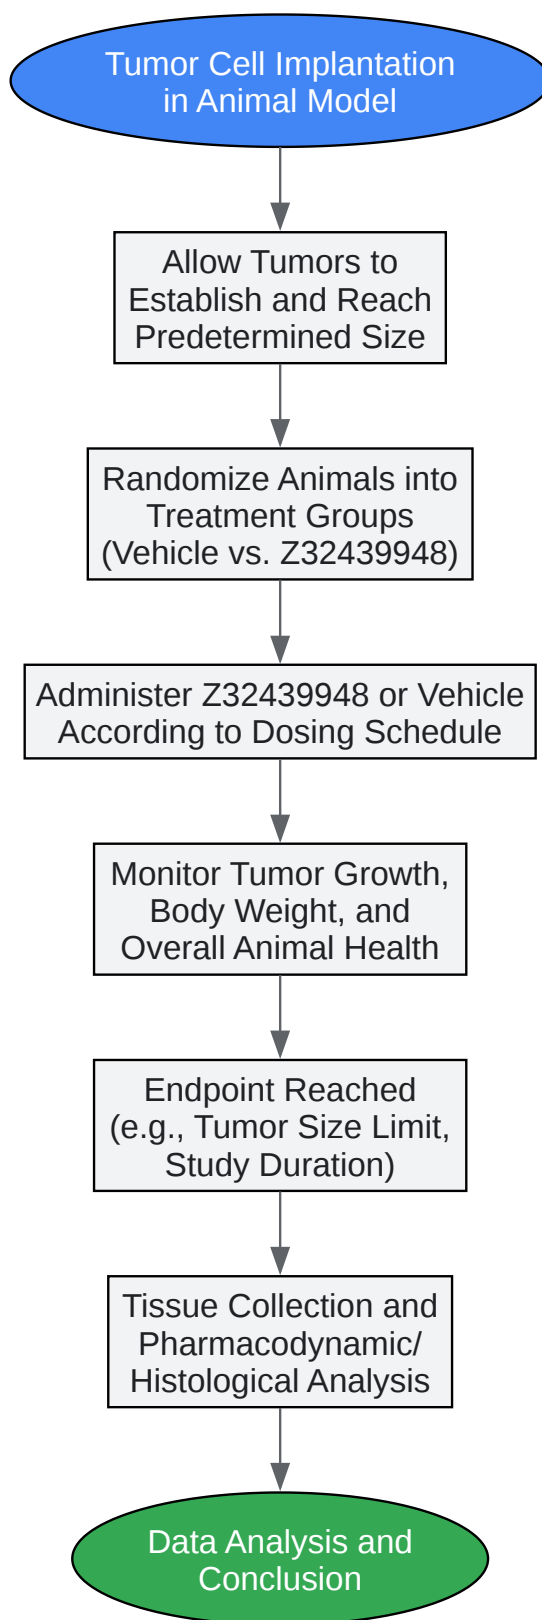 Tumor Cell Implantation
in Animal Model
Allow Tumors to
Establish and Reach
Predetermined Size
Randomize Animals into
Treatment Groups
(Vehicle vs. Z32439948)
Administer Z32439948 or Vehicle
According to Dosing Schedule
Monitor Tumor Growth,
Body Weight, and
Overall Animal Health
Endpoint Reached
(e.g., Tumor Size Limit,
Study Duration)
Tissue Collection and
Pharmacodynamic/
Histological Analysis
Data Analysis and
Conclusion